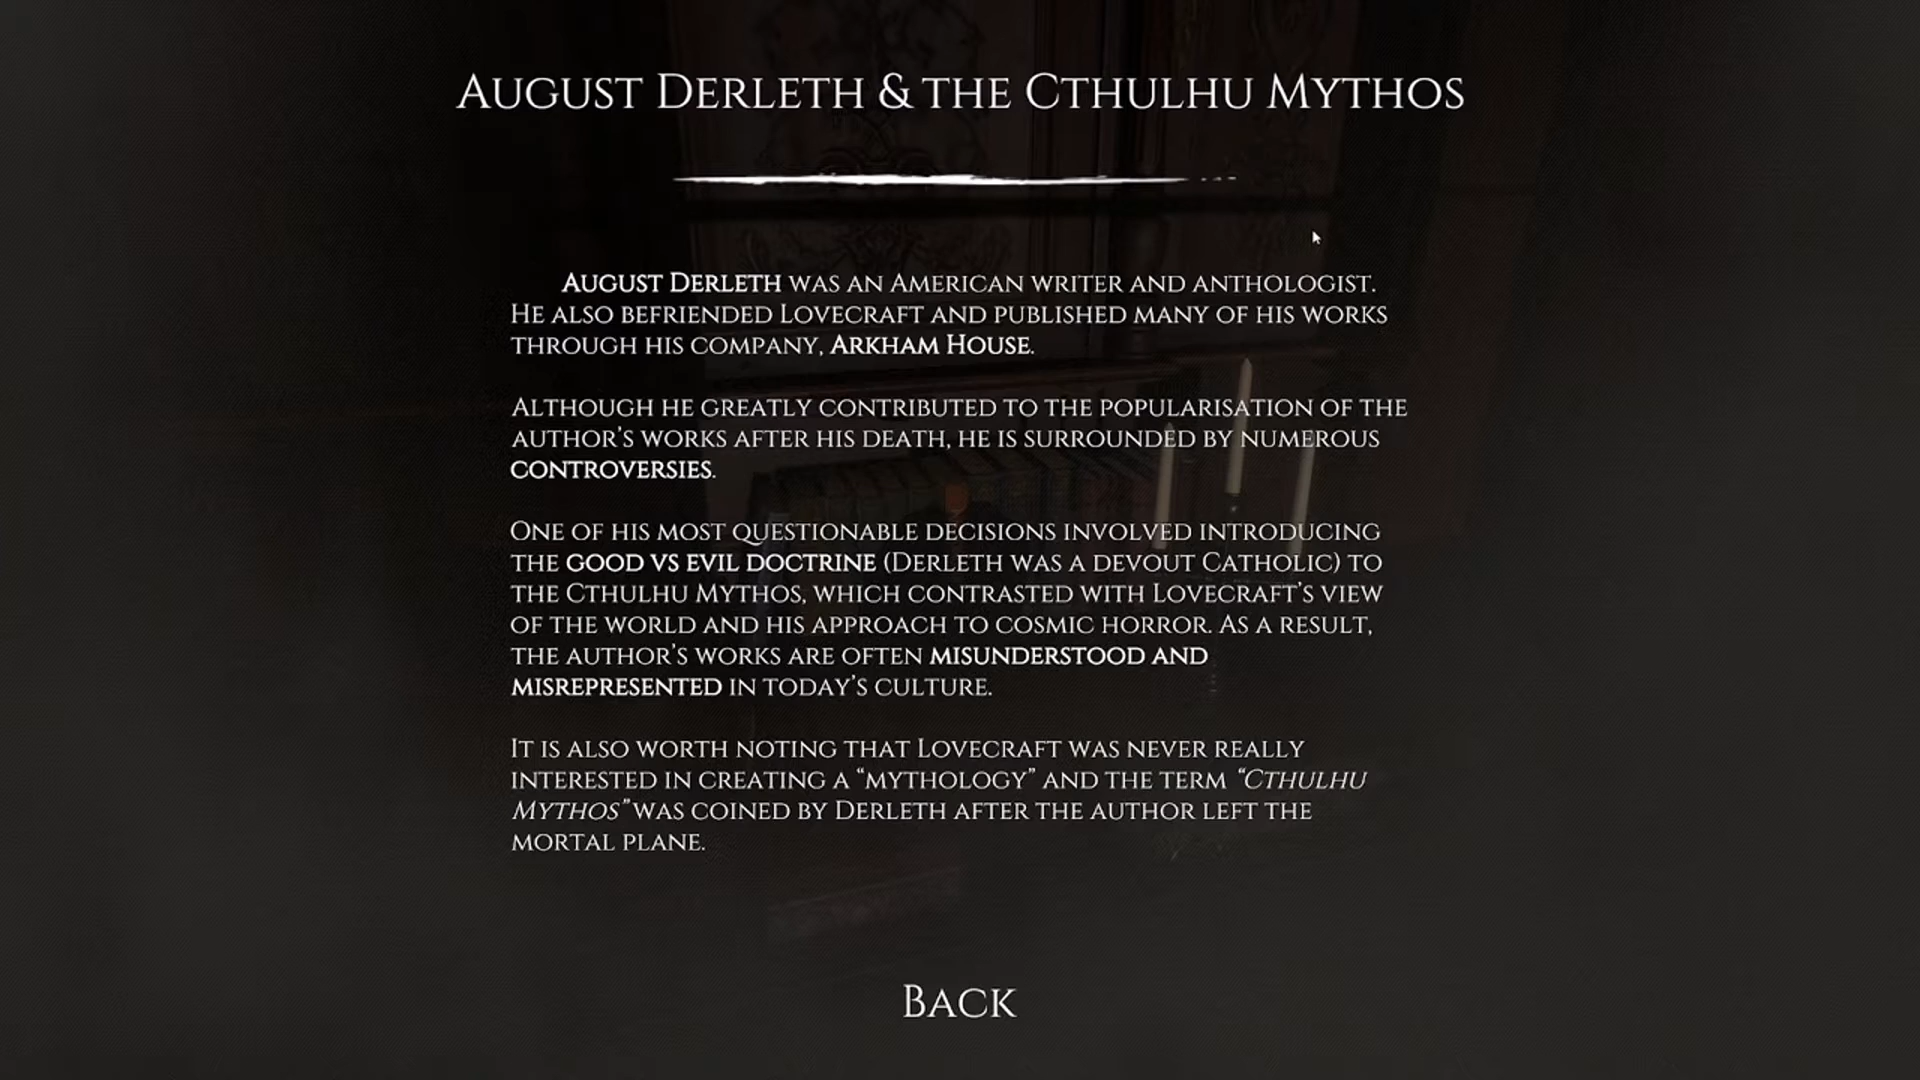 August Derleth & the Cthulhu Mythos
August Derleth was an American writer and anthologist.
He also befriended Lovecraft and published many of his works
through his company, Arkham House.
Although he greatly contributed to the popularisation of the
author's works after his death, he is surrounded by numerous
controversies.
One of his most questionable decisions involved introducing
the good vs evil doctrine (Derleth was a devout Catholic) to
the Cthulhu Mythos, which contrasted with Lovecraft's view
of the world and his approach to cosmic horror. As a result,
the author's works are often misunderstood and
misrepresented in today's culture.
It is also worth noting that Lovecraft was never really
interested in creating a “mythology” and the term “Cthulhu
Mythos” was coined by Derleth after the author left the
mortal plane.
Back